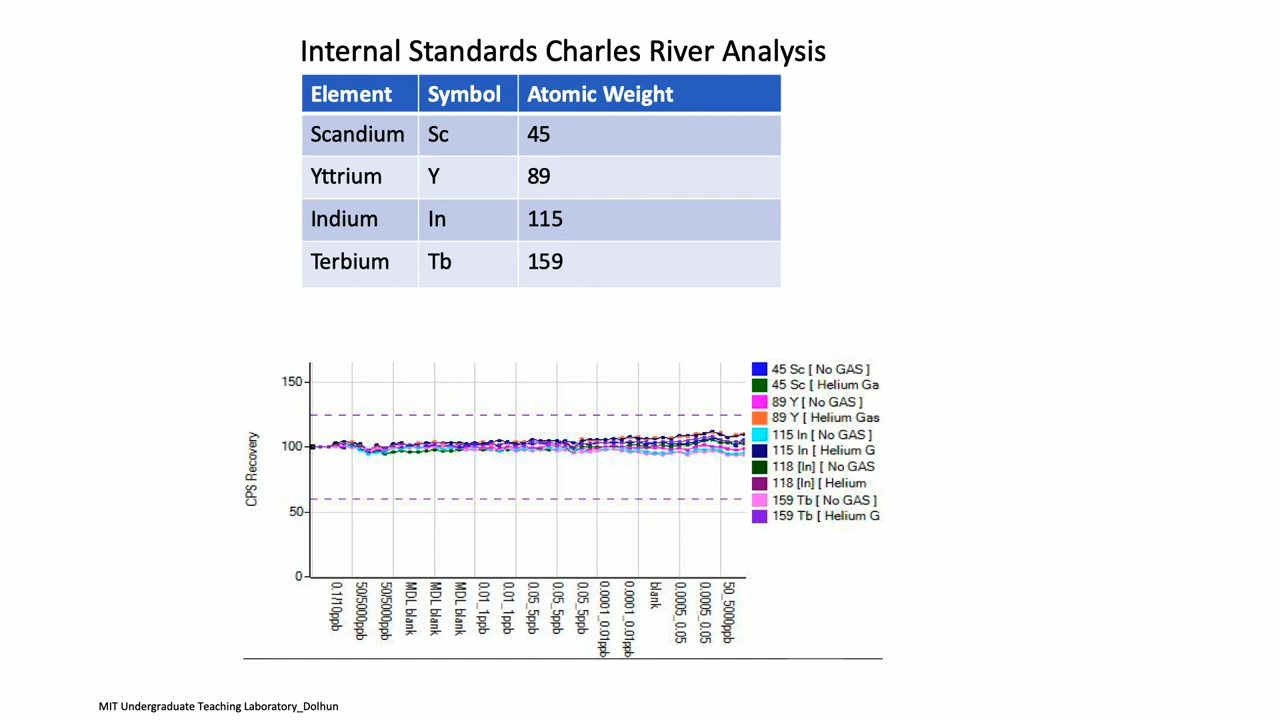 Internal Standards Charles River Analysis
Element Symbol Atomic Weight
Scandium Sc 45
Yttrium Y 89
Indium In 115
Terbium Tb 159
150
100
50
0
CPS Recovery
45 Sc [ No GAS ]
45 Sc [ Helium Ga
89 Y [ No GAS ]
89 Y [ Helium Gas
115 In [ No GAS ]
115 In [ Helium G
118 [In] [ No GAS
118 [In] [ Helium
159 Tb [ No GAS ]
159 Tb [ Helium G
0.1/10ppb
50/5000ppb
50/5000ppb
MDL blank
MDL blank
MDL blank
0.01_1ppb
0.01_1ppb
0.05_5ppb
0.05_5ppb
0.05_5ppb
0.0001_0.01ppb
0.0001_0.01ppb
blank
0.0005_0.05
0.0005_0.05
50_5000ppb
MIT Undergraduate Teaching Laboratory_Dolhun